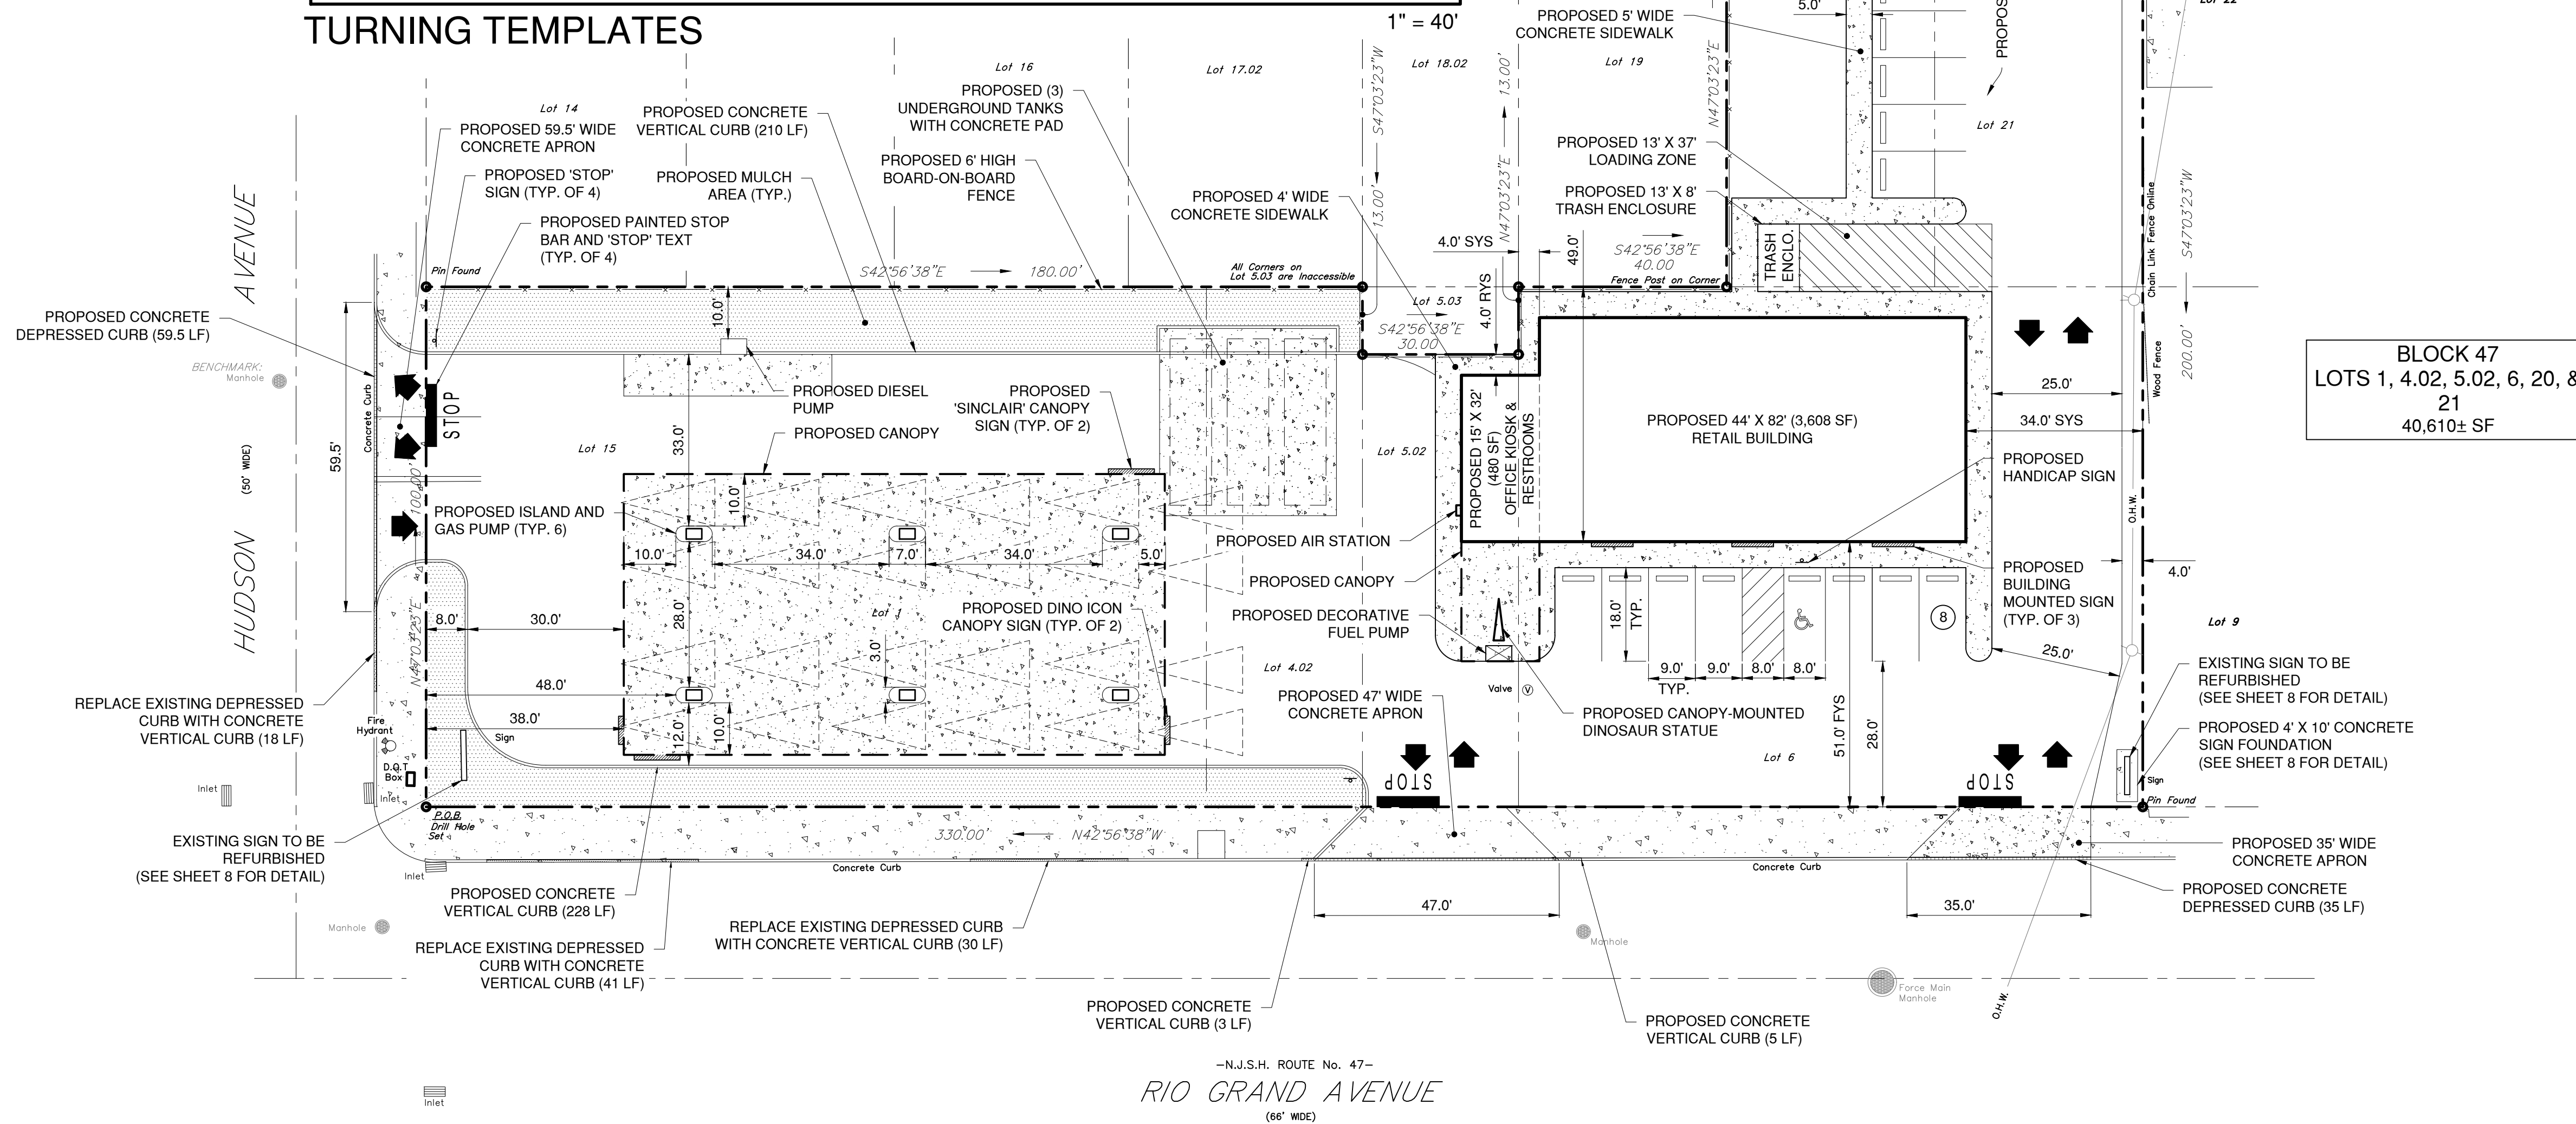 TURNING TEMPLATES
1" = 40'
PROPOSED 5' WIDE
CONCRETE SIDEWALK
5.0'
Lot 22
Lot 14
Lot 16
Lot 17.02
Lot 18.02
Lot 19
Lot 21
S47°03'23"W
13.00'
N47°03'23"E
13.00'
N47°03'23"E
PROPOSED 59.5' WIDE
CONCRETE APRON
PROPOSED CONCRETE
VERTICAL CURB (210 LF)
PROPOSED (3)
UNDERGROUND TANKS
WITH CONCRETE PAD
PROPOSED 'STOP'
SIGN (TYP. OF 4)
PROPOSED MULCH
AREA (TYP.)
PROPOSED 6' HIGH
BOARD-ON-BOARD
FENCE
PROPOSED 4' WIDE
CONCRETE SIDEWALK
PROPOSED 13' X 37'
LOADING ZONE
PROPOSED 13' X 8'
TRASH ENCLOSURE
PROPOSED PAINTED STOP
BAR AND 'STOP' TEXT
(TYP. OF 4)
4.0' SYS
49.0'
S42°56'38"E
40.00
Fence Post on Corner
TRASH
ENCLO.
Chain Link Fence Online
S47°03'23"W
200.00'
Pin Found
S42°56'38"E
180.00'
All Corners on
Lot 5.03 are Inaccessible
Lot 5.03
S42°56'38"E
30.00
4.0' RYS
10.0'
HUDSON AVENUE
(50' WIDE)
PROPOSED CONCRETE
DEPRESSED CURB (59.5 LF)
BENCHMARK:
Manhole
Concrete Curb
59.5'
STOP
100.00'
N47°03'23"E
Lot 15
33.0'
PROPOSED DIESEL
PUMP
PROPOSED CANOPY
PROPOSED
'SINCLAIR' CANOPY
SIGN (TYP. OF 2)
Lot 5.02
PROPOSED 15' X 32'
(480 SF)
OFFICE KIOSK &
RESTROOMS
PROPOSED 44' X 82' (3,608 SF)
RETAIL BUILDING
25.0'
34.0' SYS
Wood Fence
BLOCK 47
LOTS 1, 4.02, 5.02, 6, 20, &
21
40,610± SF
PROPOSED
HANDICAP SIGN
O.H.W.
PROPOSED ISLAND AND
GAS PUMP (TYP. 6)
10.0'
10.0'
34.0'
7.0'
34.0'
5.0'
PROPOSED AIR STATION
PROPOSED CANOPY
PROPOSED DECORATIVE
FUEL PUMP
PROPOSED
BUILDING
MOUNTED SIGN
(TYP. OF 3)
4.0'
Lot 9
8.0'
30.0'
28.0'
Lot 1
PROPOSED DINO ICON
CANOPY SIGN (TYP. OF 2)
3.0'
Lot 4.02
18.0'
TYP.
8
9.0'
TYP.
9.0'
8.0'
8.0'
25.0'
EXISTING SIGN TO BE
REFURBISHED
(SEE SHEET 8 FOR DETAIL)
48.0'
38.0'
Sign
12.0'
10.0'
Valve
V
PROPOSED 47' WIDE
CONCRETE APRON
PROPOSED CANOPY-MOUNTED
DINOSAUR STATUE
51.0' FYS
28.0'
Lot 6
PROPOSED 4' X 10' CONCRETE
SIGN FOUNDATION
(SEE SHEET 8 FOR DETAIL)
REPLACE EXISTING DEPRESSED
CURB WITH CONCRETE
VERTICAL CURB (18 LF)
Fire
Hydrant
D.O.T
Box
Inlet
Inlet
STOP
STOP
Sign
Pin Found
P.O.B.
Drill Hole
Set
330.00'
N42°56'38"W
EXISTING SIGN TO BE
REFURBISHED
(SEE SHEET 8 FOR DETAIL)
Inlet
Concrete Curb
Concrete Curb
PROPOSED 35' WIDE
CONCRETE APRON
PROPOSED CONCRETE
DEPRESSED CURB (35 LF)
PROPOSED CONCRETE
VERTICAL CURB (228 LF)
REPLACE EXISTING DEPRESSED CURB
WITH CONCRETE VERTICAL CURB (30 LF)
47.0'
35.0'
Manhole
Manhole
REPLACE EXISTING DEPRESSED
CURB WITH CONCRETE
VERTICAL CURB (41 LF)
PROPOSED CONCRETE
VERTICAL CURB (3 LF)
PROPOSED CONCRETE
VERTICAL CURB (5 LF)
Force Main
Manhole
O.H.W.
-N.J.S.H. ROUTE No. 47-
RIO GRAND AVENUE
(66' WIDE)
Inlet